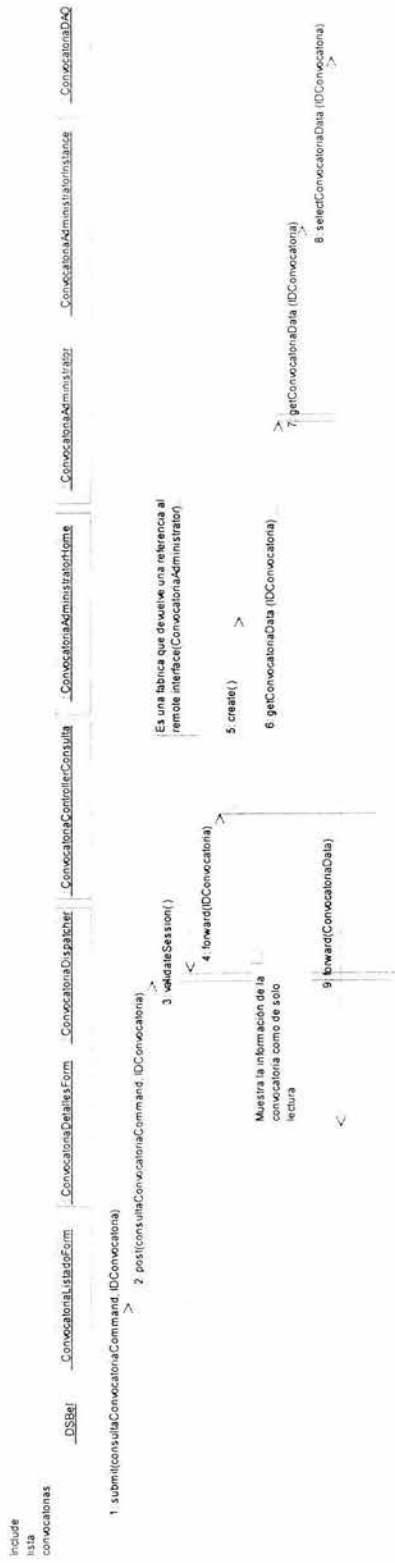 include
lista
convocatorias
: DSBel
: ConvocatoriaListadoForm
: ConvocatoriaDetallesForm
: ConvocatoriaDispatcher
: ConvocatoriaControllerConsulta
: ConvocatoriaAdministratorHome
: ConvocatoriaAdministrator
: ConvocatoriaAdministratorInstance
: ConvocatoriaDAO
1: submit(consultaConvocatoriaCommand, IDConvocatoria)
2: post(consultaConvocatoriaCommand, IDConvocatoria)
3: validateSession( )
4: forward(IDConvocatoria)
Es una fabrica que devuelve una referencia al
remote interface(ConvocatoriaAdministrator)
5: create( )
6: getConvocatoriaData (IDConvocatoria)
7: getConvocatoriaData (IDConvocatoria)
8: selectConvocatoriaData (IDConvocatoria)
Muestra la información de la
convocatoria como de solo
lectura
9: forward(ConvocatoriaData)